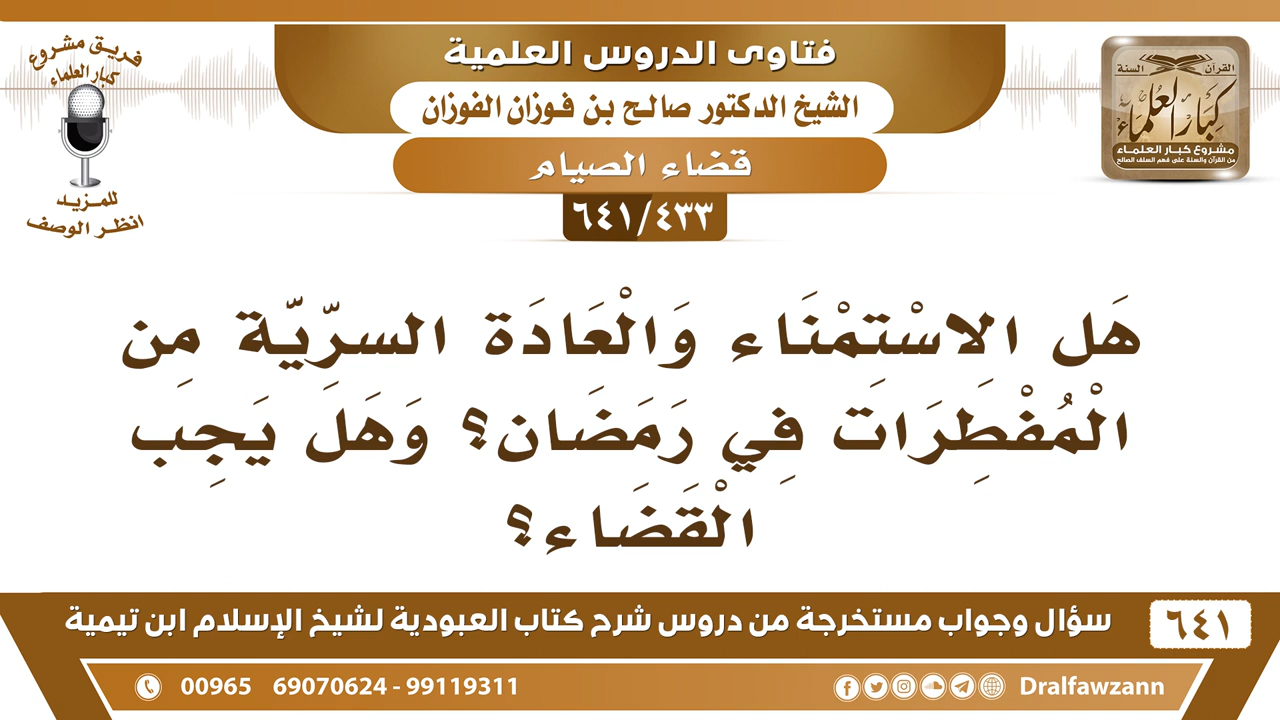 فتاوى الدروس العلمية
الشيخ الدكتور صالح بن فوزان الفوزان
قضاء الصيام
٦٤١/٤٣٣
فريق مشروع
كبار العلماء
للمزيد
انظر الوصف
القرآن السنة
كبار العلماء
مشروع كبار العلماء
من القرآن والسنة على فهم السلف الصالح
هَل الاسْتِمْنَاء وَالْعَادَة السرِّيَّة مِن
الْمُفْطِرَات فِي رَمَضَان؟ وَهَل يَجِب
الْقَضَاء؟
٦٤١ سؤال وجواب مستخرجة من دروس شرح كتاب العبودية لشيخ الإسلام ابن تيمية
00965 69070624 - 99119311
Dralfawzann